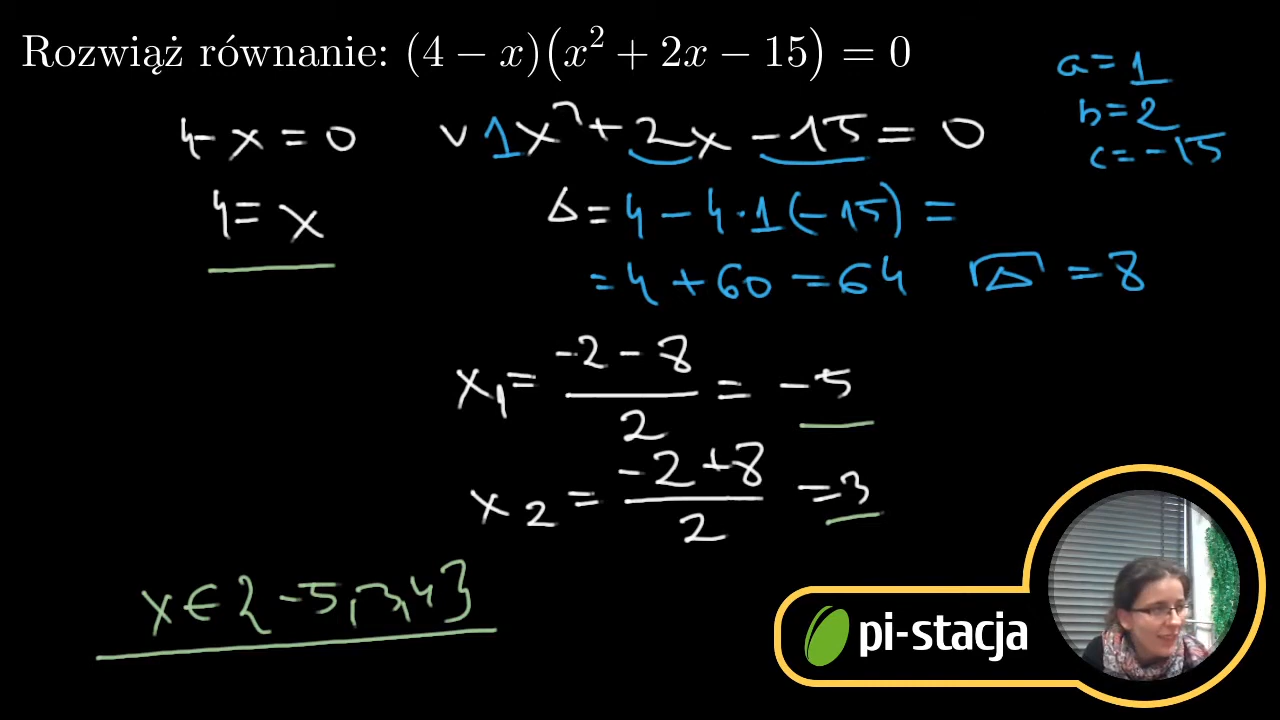 Rozwiąż równanie: (4 − x)(x² + 2x − 15) = 0
a = 1
b = 2
c = −15
4 − x = 0 ∨ 1x² + 2x − 15 = 0
4 = x
Δ = 4 − 4·1(−15) =
= 4 + 60 = 64 √Δ = 8
x₁ = (−2 − 8)/2 = −5
x₂ = (−2 + 8)/2 = 3
x ∈ {−5, 3, 4}
pi-stacja